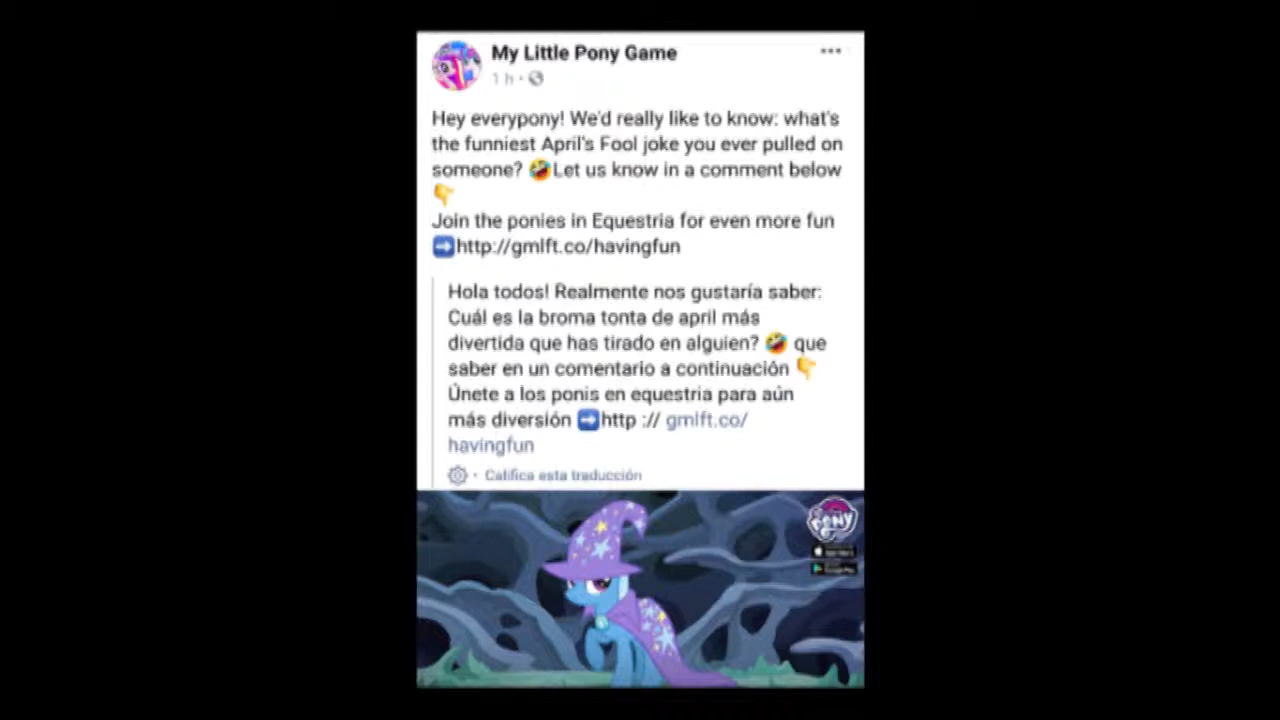 My Little Pony Game
1 h
Hey everypony! We'd really like to know: what's
the funniest April's Fool joke you ever pulled on
someone? 🤣Let us know in a comment below
👇
Join the ponies in Equestria for even more fun
➡http://gmlft.co/havingfun
Hola todos! Realmente nos gustaría saber:
Cuál es la broma tonta de april más
divertida que has tirado en alguien? 🤣 que
saber en un comentario a continuación 👇
Únete a los ponis en equestria para aún
más diversión ➡http :// gmlft.co/
havingfun
Califica esta traducción
PONY